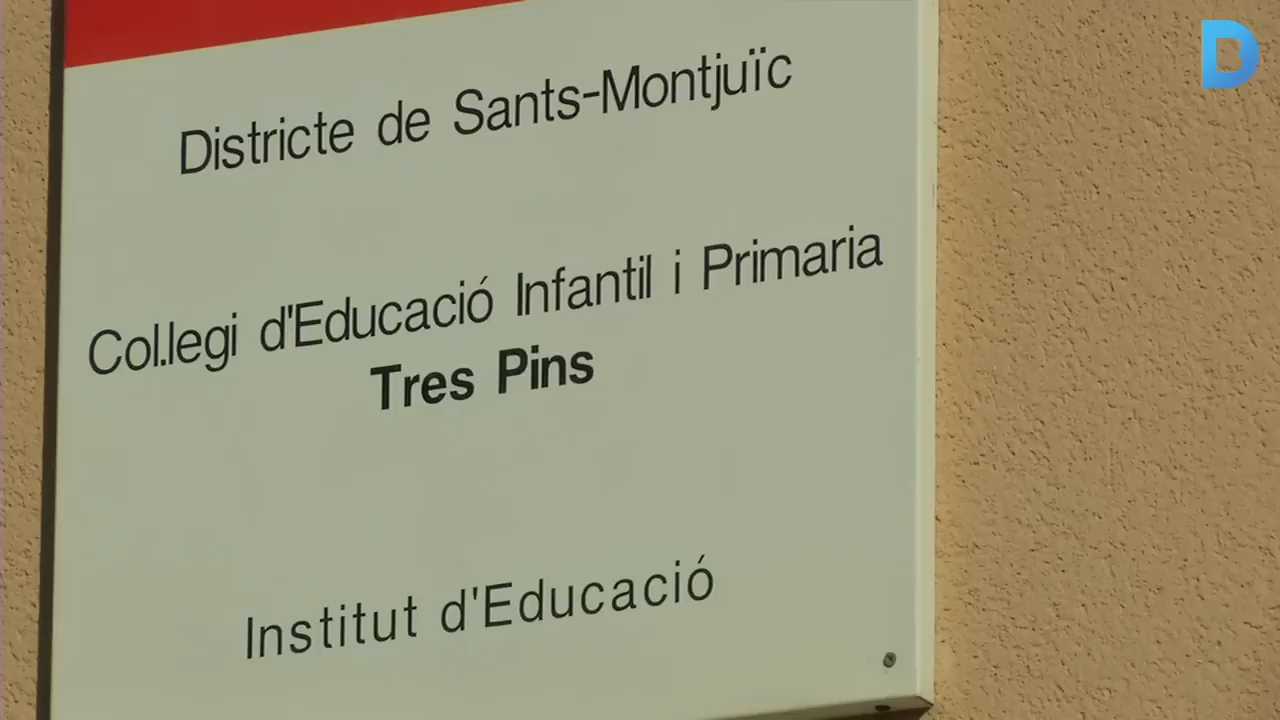 Districte de Sants-Montjuïc
Col.legi d'Educació Infantil i Primaria
Tres Pins
Institut d'Educació
D